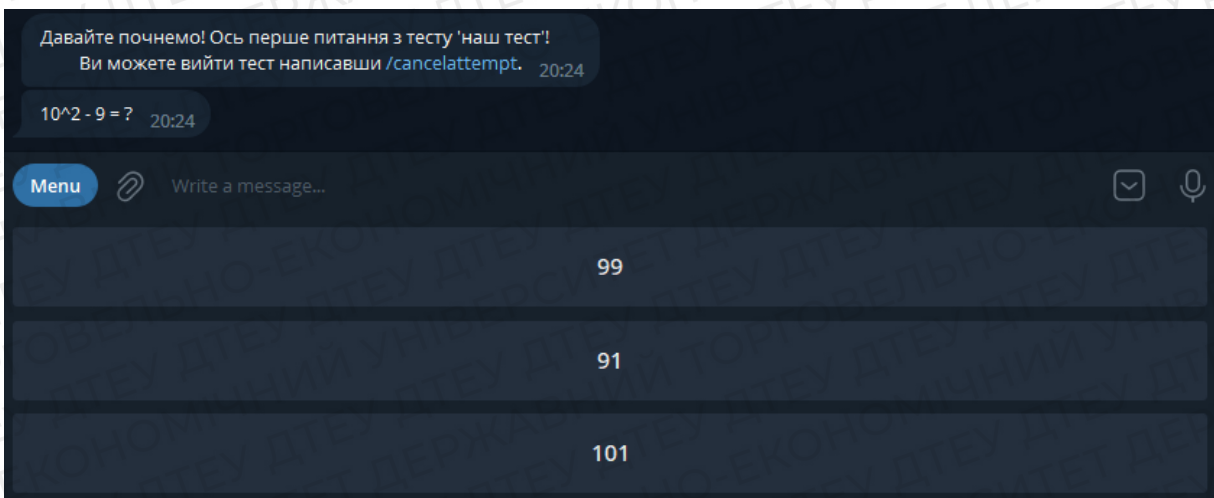 Давайте почнемо! Ось перше питання з тесту 'наш тест'!
Ви можете вийти тест написавши /cancelattempt. 20:24
10^2 - 9 = ? 20:24
Menu Write a message...
99
91
101